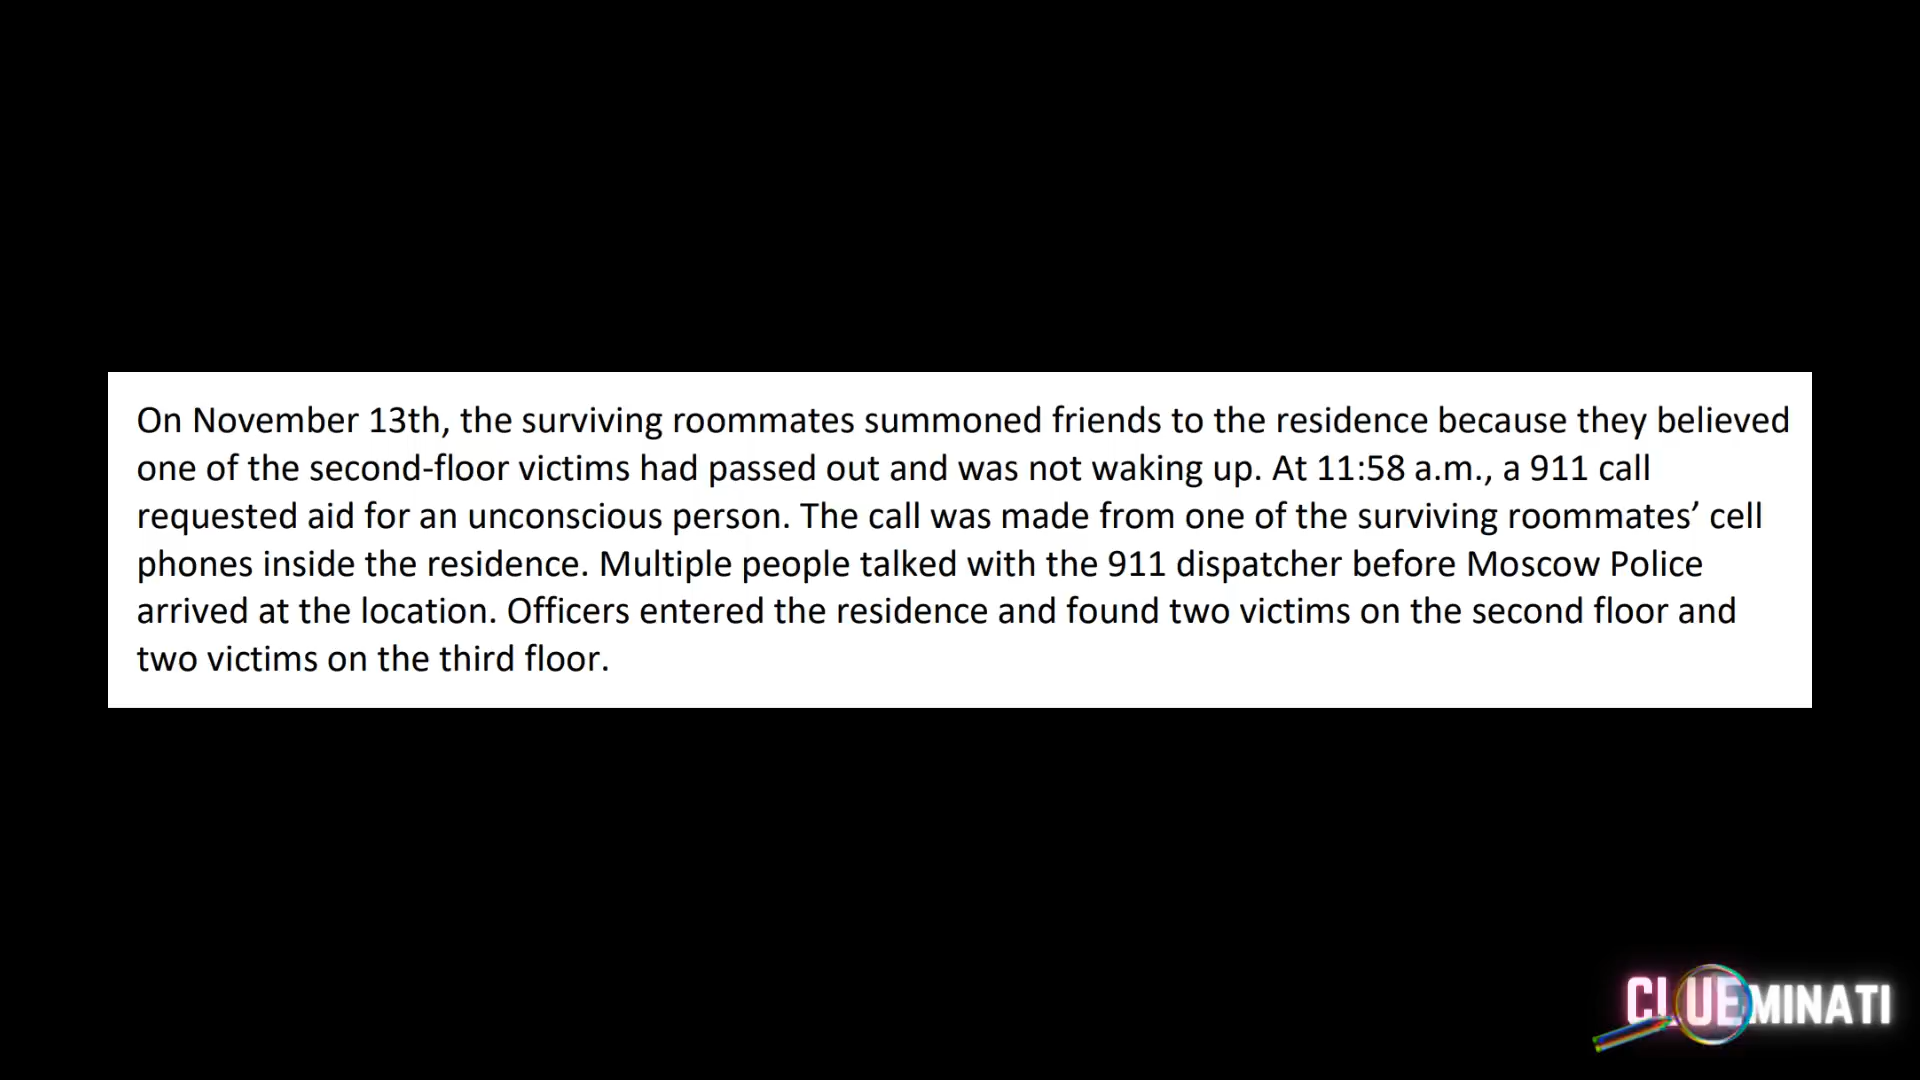 On November 13th, the surviving roommates summoned friends to the residence because they believed
one of the second-floor victims had passed out and was not waking up. At 11:58 a.m., a 911 call
requested aid for an unconscious person. The call was made from one of the surviving roommates’ cell
phones inside the residence. Multiple people talked with the 911 dispatcher before Moscow Police
arrived at the location. Officers entered the residence and found two victims on the second floor and
two victims on the third floor.
CLUEMINATI